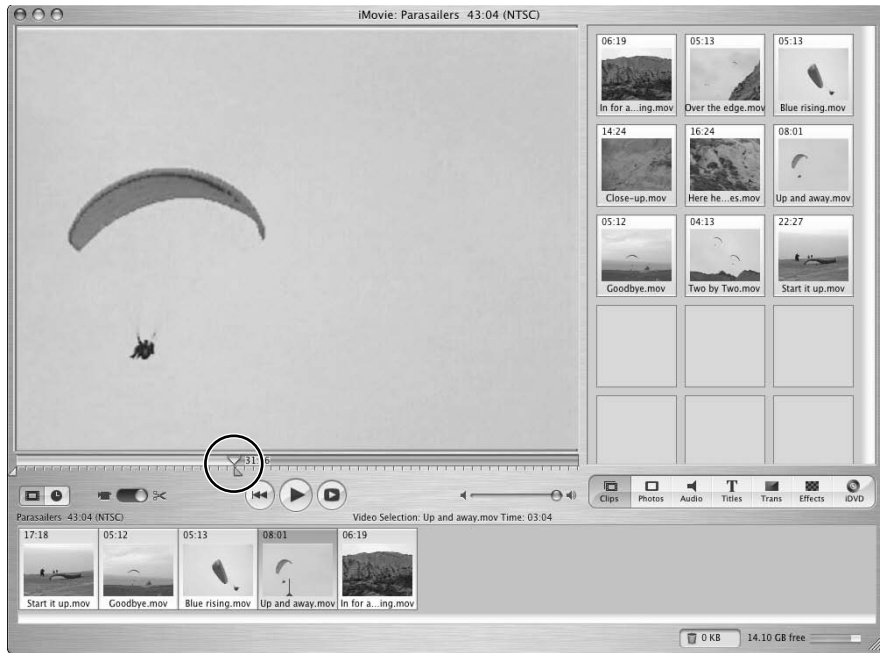 iMovie: Parasailers 43:04 (NTSC)
06:19
In for a...ing.mov
05:13
Over the edge.mov
05:13
Blue rising.mov
14:24
Close-up.mov
16:24
Here he...es.mov
08:01
Up and away.mov
05:12
Goodbye.mov
04:13
Two by Two.mov
22:27
Start it up.mov
Clips
Photos
Audio
Titles
Trans
Effects
iDVD
Parasailers 43:04 (NTSC)
Video Selection: Up and away.mov Time: 03:04
17:18
Start it up.mov
05:12
Goodbye.mov
05:13
Blue rising.mov
08:01
Up and away.mov
06:19
In for a...ing.mov
0 KB
14.10 GB free